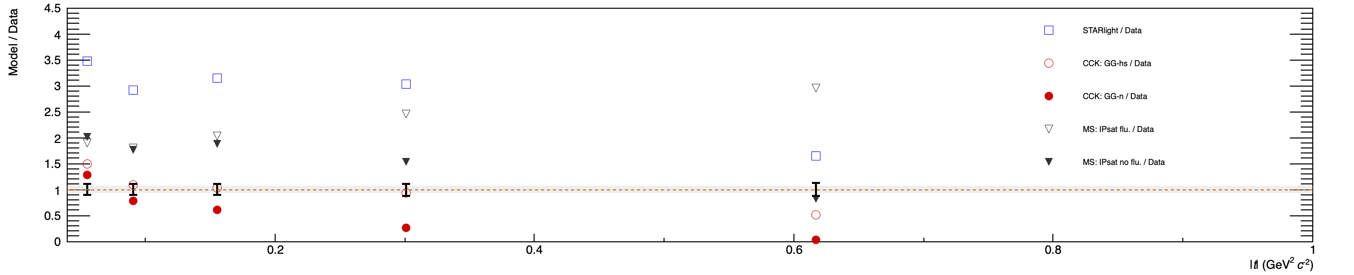 Model / Data
4.5
4
3.5
3
2.5
2
1.5
1
0.5
0
0.2
0.4
0.6
0.8
1
|t| (GeV² c⁻²)
STARlight / Data
CCK: GG-hs / Data
CCK: GG-n / Data
MS: IPsat flu. / Data
MS: IPsat no flu. / Data